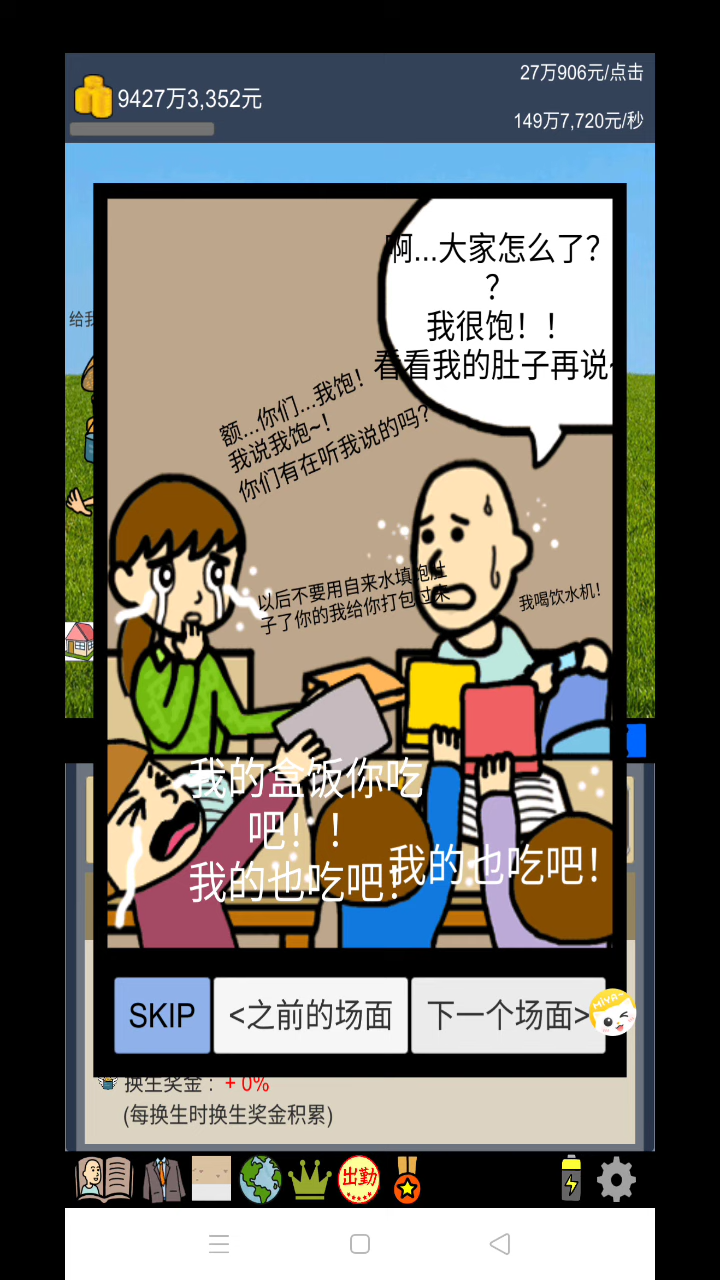 9427万3,352元
27万906元/点击
149万7,720元/秒
给我
啊...大家怎么了？
？
我很饱！！
看看我的肚子再说~
额...你们...我饱！
我说我饱~！
你们有在听我说的吗？
以后不要用自来水填饱肚
子了你的我给你打包过来
我喝饮水机！
我的盒饭你吃
吧！！
我的也吃吧！
我的也吃吧！
SKIP
<之前的场面
下一个场面>
MIVA
换生奖金： + 0%
(每换生时换生奖金积累)
出勤